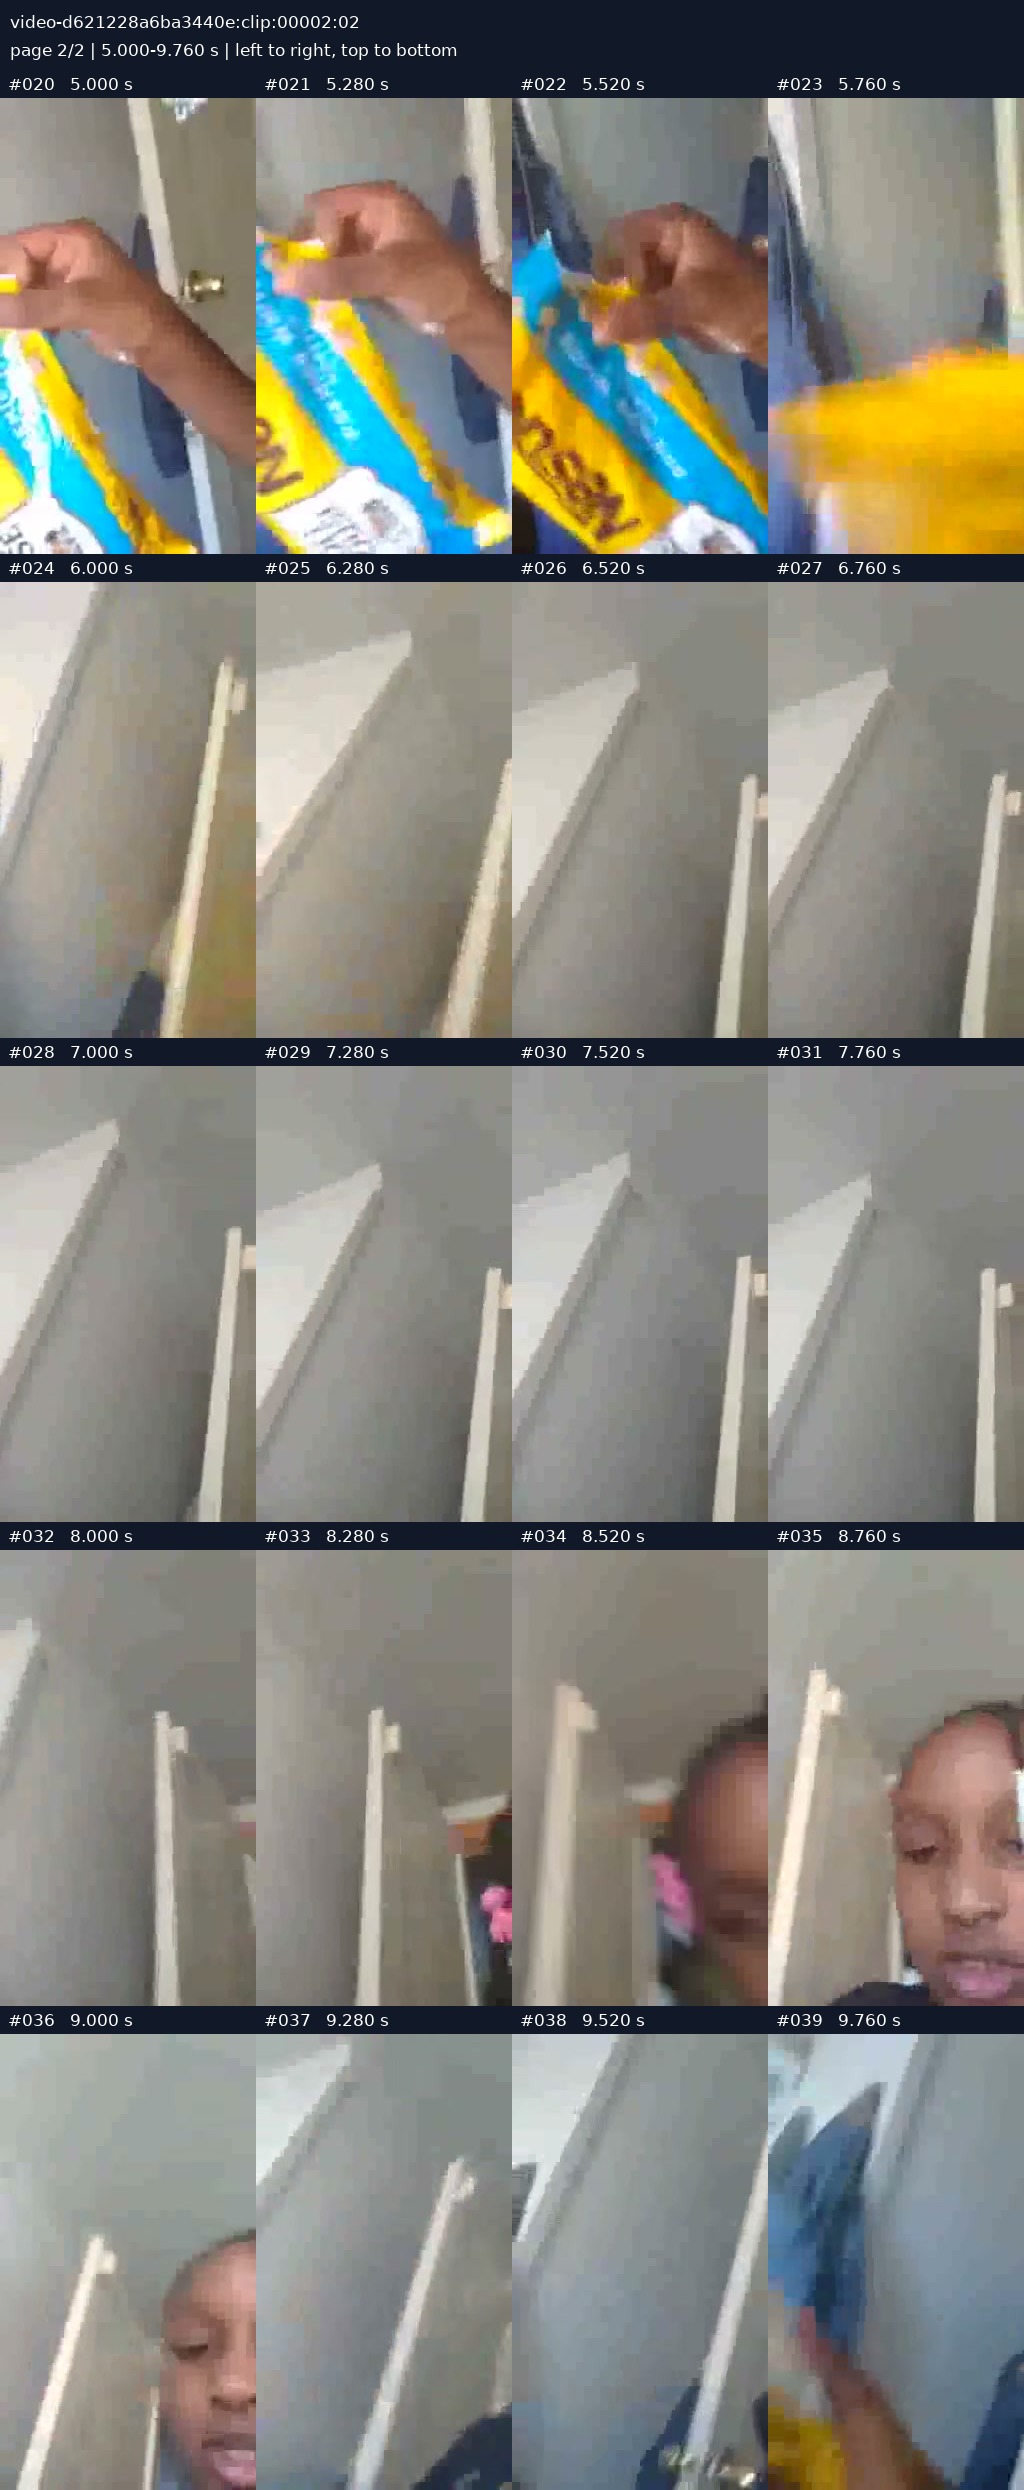 video-d621228a6ba3440e:clip:00002:02
page 2/2 | 5.000-9.760 s | left to right, top to bottom
#020 5.000 s
#021 5.280 s
#022 5.520 s
#023 5.760 s
#024 6.000 s
#025 6.280 s
#026 6.520 s
#027 6.760 s
#028 7.000 s
#029 7.280 s
#030 7.520 s
#031 7.760 s
#032 8.000 s
#033 8.280 s
#034 8.520 s
#035 8.760 s
#036 9.000 s
#037 9.280 s
#038 9.520 s
#039 9.760 s